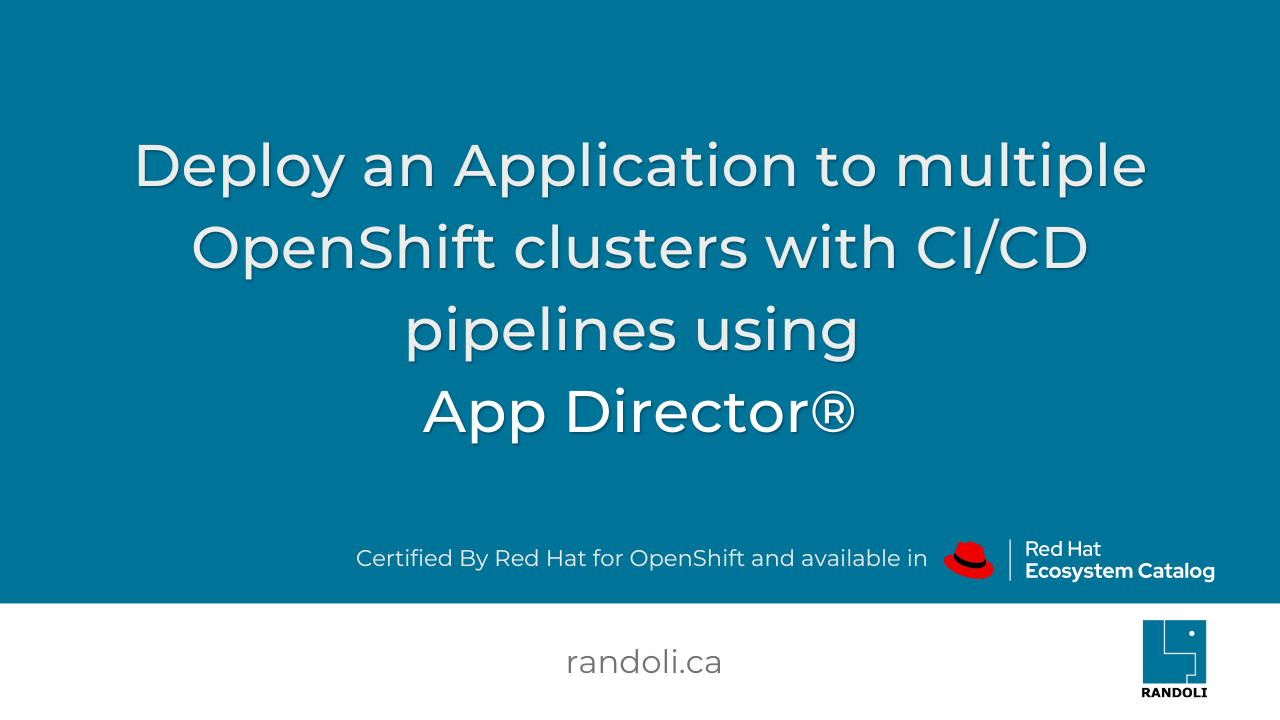 Deploy an Application to multiple
OpenShift clusters with CI/CD
pipelines using
App Director®
Certified By Red Hat for OpenShift and available in
Red Hat
Ecosystem Catalog
randoli.ca
RANDOLI